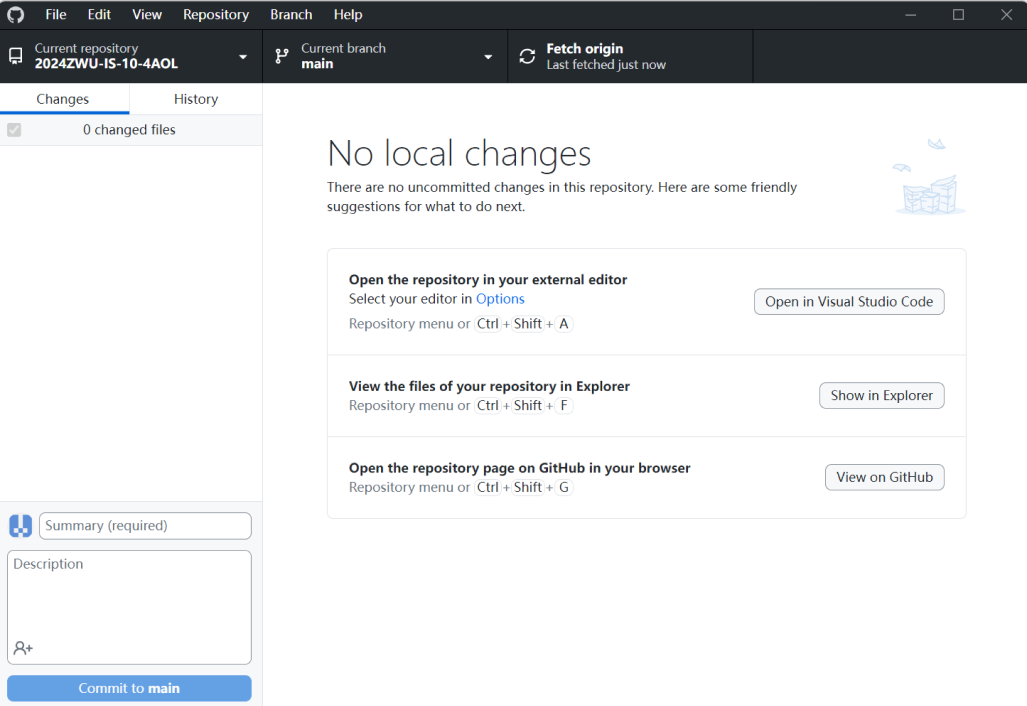 File Edit View Repository Branch Help
Current repository
2024ZWU-IS-10-4AOL
Current branch
main
Fetch origin
Last fetched just now
Changes History
0 changed files
No local changes
There are no uncommitted changes in this repository. Here are some friendly
suggestions for what to do next.
Open the repository in your external editor
Select your editor in Options
Repository menu or Ctrl + Shift + A
Open in Visual Studio Code
View the files of your repository in Explorer
Repository menu or Ctrl + Shift + F
Show in Explorer
Open the repository page on GitHub in your browser
Repository menu or Ctrl + Shift + G
View on GitHub
Summary (required)
Description
Commit to main